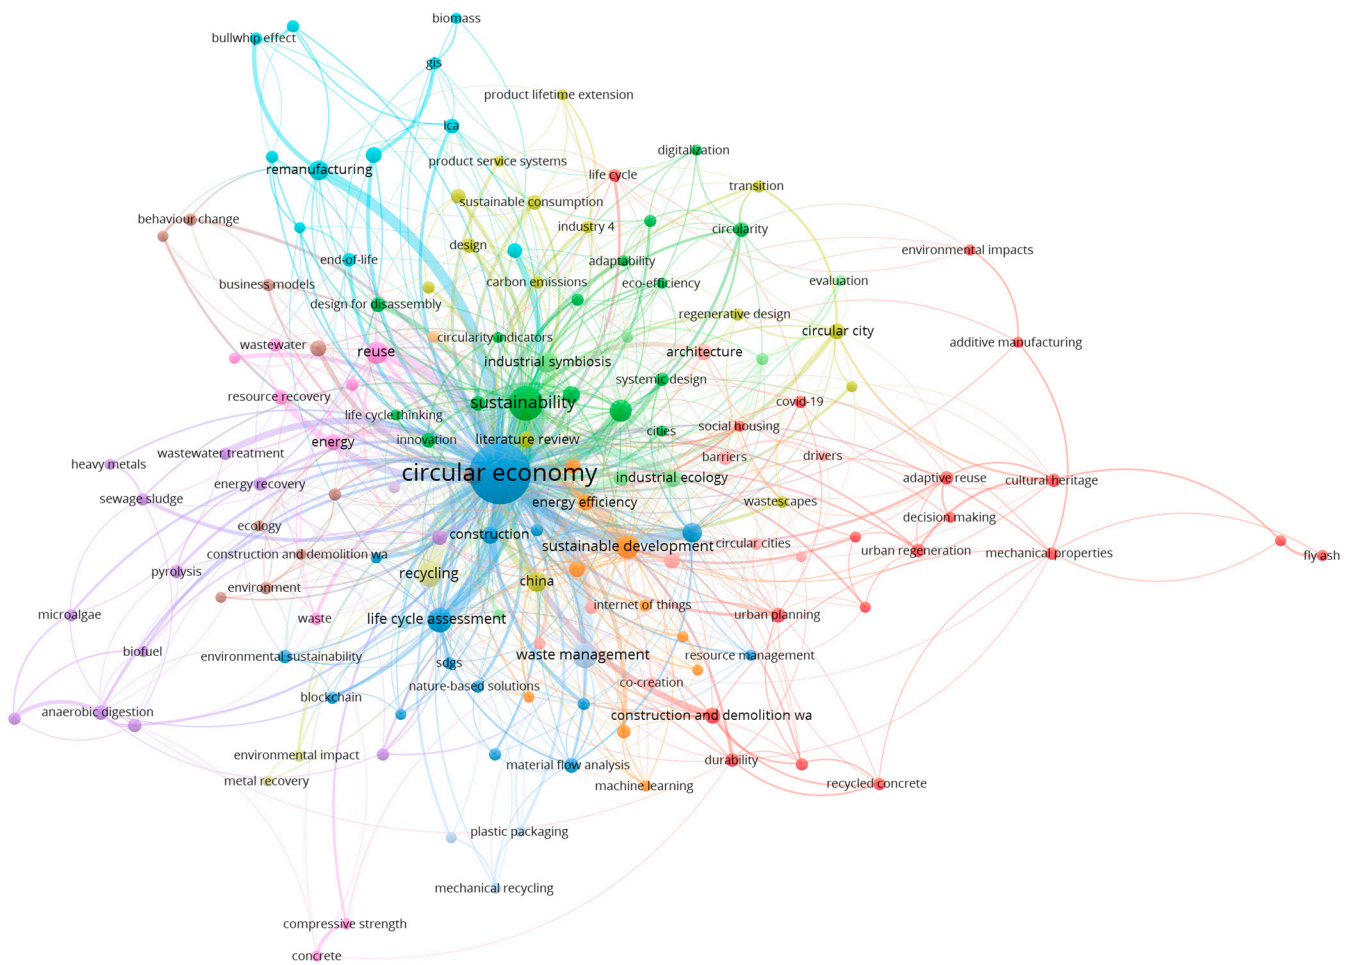 biomass
bullwhip effect
gis
product lifetime extension
lca
digitalization
product service systems
remanufacturing
life cycle
transition
sustainable consumption
behaviour change
industry 4
circularity
design
environmental impacts
end-of-life
adaptability
business models
carbon emissions
eco-efficiency
evaluation
design for disassembly
regenerative design
circular city
circularity indicators
additive manufacturing
wastewater
reuse
architecture
industrial symbiosis
systemic design
resource recovery
sustainability
covid-19
life cycle thinking
social housing
cities
innovation
literature review
energy
wastewater treatment
barriers
drivers
heavy metals
circular economy
industrial ecology
adaptive reuse
cultural heritage
energy recovery
sewage sludge
energy efficiency
wastescapes
decision making
ecology
construction
sustainable development
circular cities
urban regeneration
mechanical properties
construction and demolition wa
fly ash
pyrolysis
recycling
china
environment
internet of things
microalgae
waste
life cycle assessment
urban planning
biofuel
environmental sustainability
sdgs
waste management
resource management
co-creation
nature-based solutions
blockchain
anaerobic digestion
construction and demolition wa
environmental impact
durability
material flow analysis
metal recovery
machine learning
recycled concrete
plastic packaging
mechanical recycling
compressive strength
concrete